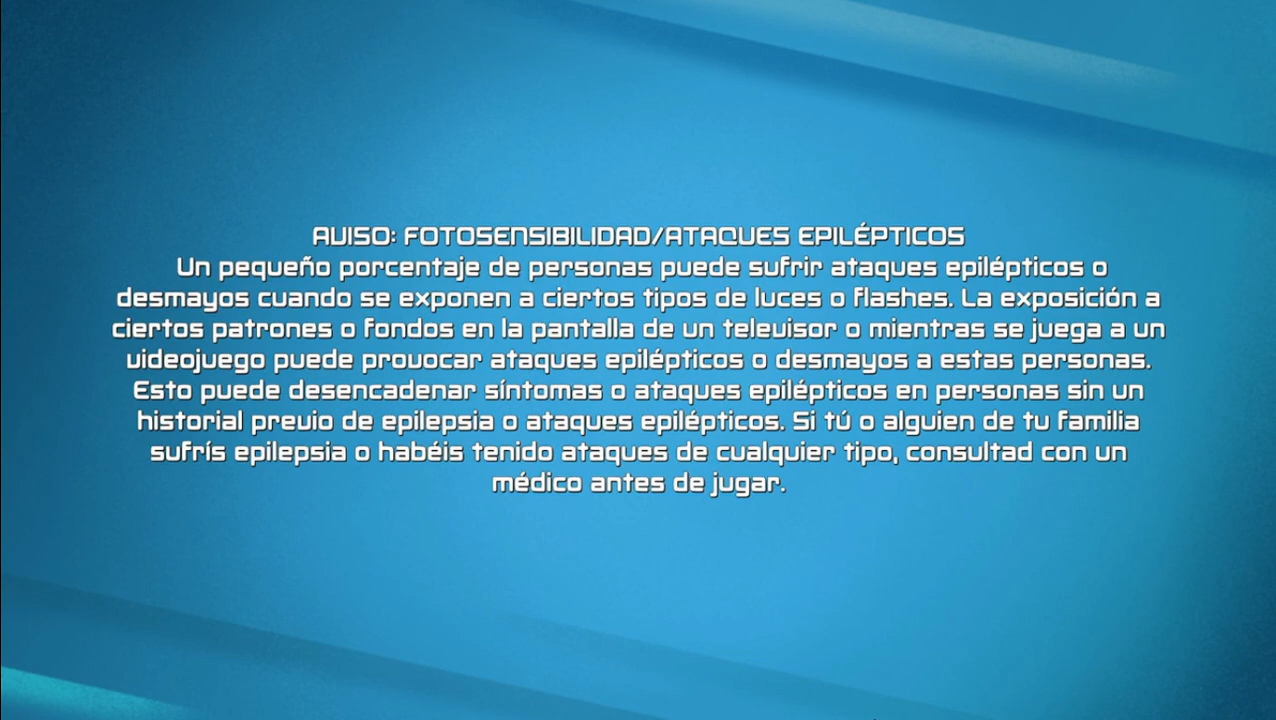 AVISO: FOTOSENSIBILIDAD/ATAQUES EPILÉPTICOS
Un pequeño porcentaje de personas puede sufrir ataques epilépticos o
desmayos cuando se exponen a ciertos tipos de luces o flashes. La exposición a
ciertos patrones o fondos en la pantalla de un televisor o mientras se juega a un
videojuego puede provocar ataques epilépticos o desmayos a estas personas.
Esto puede desencadenar síntomas o ataques epilépticos en personas sin un
historial previo de epilepsia o ataques epilépticos. Si tú o alguien de tu familia
sufrís epilepsia o habéis tenido ataques de cualquier tipo, consultad con un
médico antes de jugar.